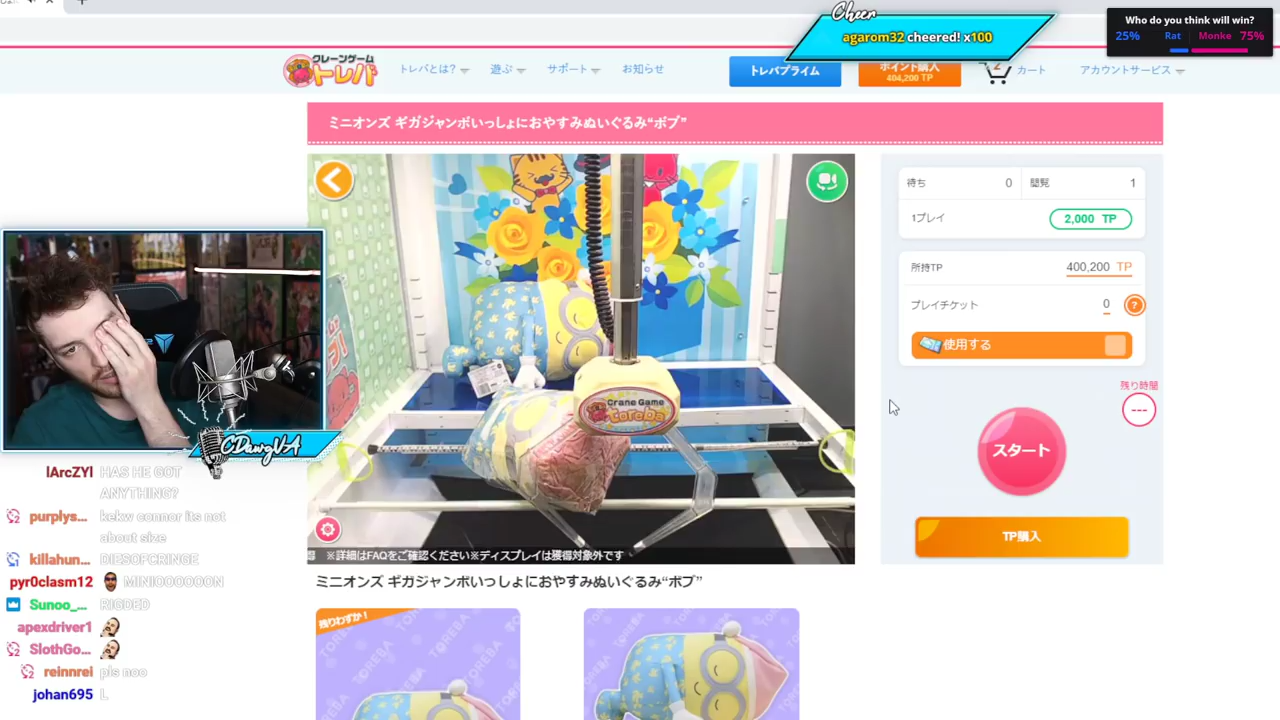 Cheer
agarom32 cheered! x100
Who do you think will win?
25% Rat Monke 75%
クレーンゲーム
トレバ
トレバとは?
遊ぶ
サポート
お知らせ
トレバプライム
ポイント購入
404,200 TP
2
カート
アカウントサービス
ミニオンズ ギガジャンボいっしょにおやすみぬいぐるみ“ボブ”
待ち 0
閲覧 1
1プレイ 2,000 TP
所持TP 400,200 TP
プレイチケット 0 ?
使用する
残り時間
---
スタート
TP購入
Crane Game
toreba
※詳細はFAQをご確認ください※ディスプレイは獲得対象外です
ミニオンズ ギガジャンボいっしょにおやすみぬいぐるみ“ボブ”
残りわずか!
TOREBA
TOREBA
CDawgVA
lArcZYl HAS HE GOT
ANYTHING?
purplys... kekw connor its not
about size
killahun... DIESOFCRINGE
pyr0clasm12 MINIOOOOOON
Sunoo_... RIGDED
apexdriver1
SlothGo...
reinnrei pls noo
johan695 L